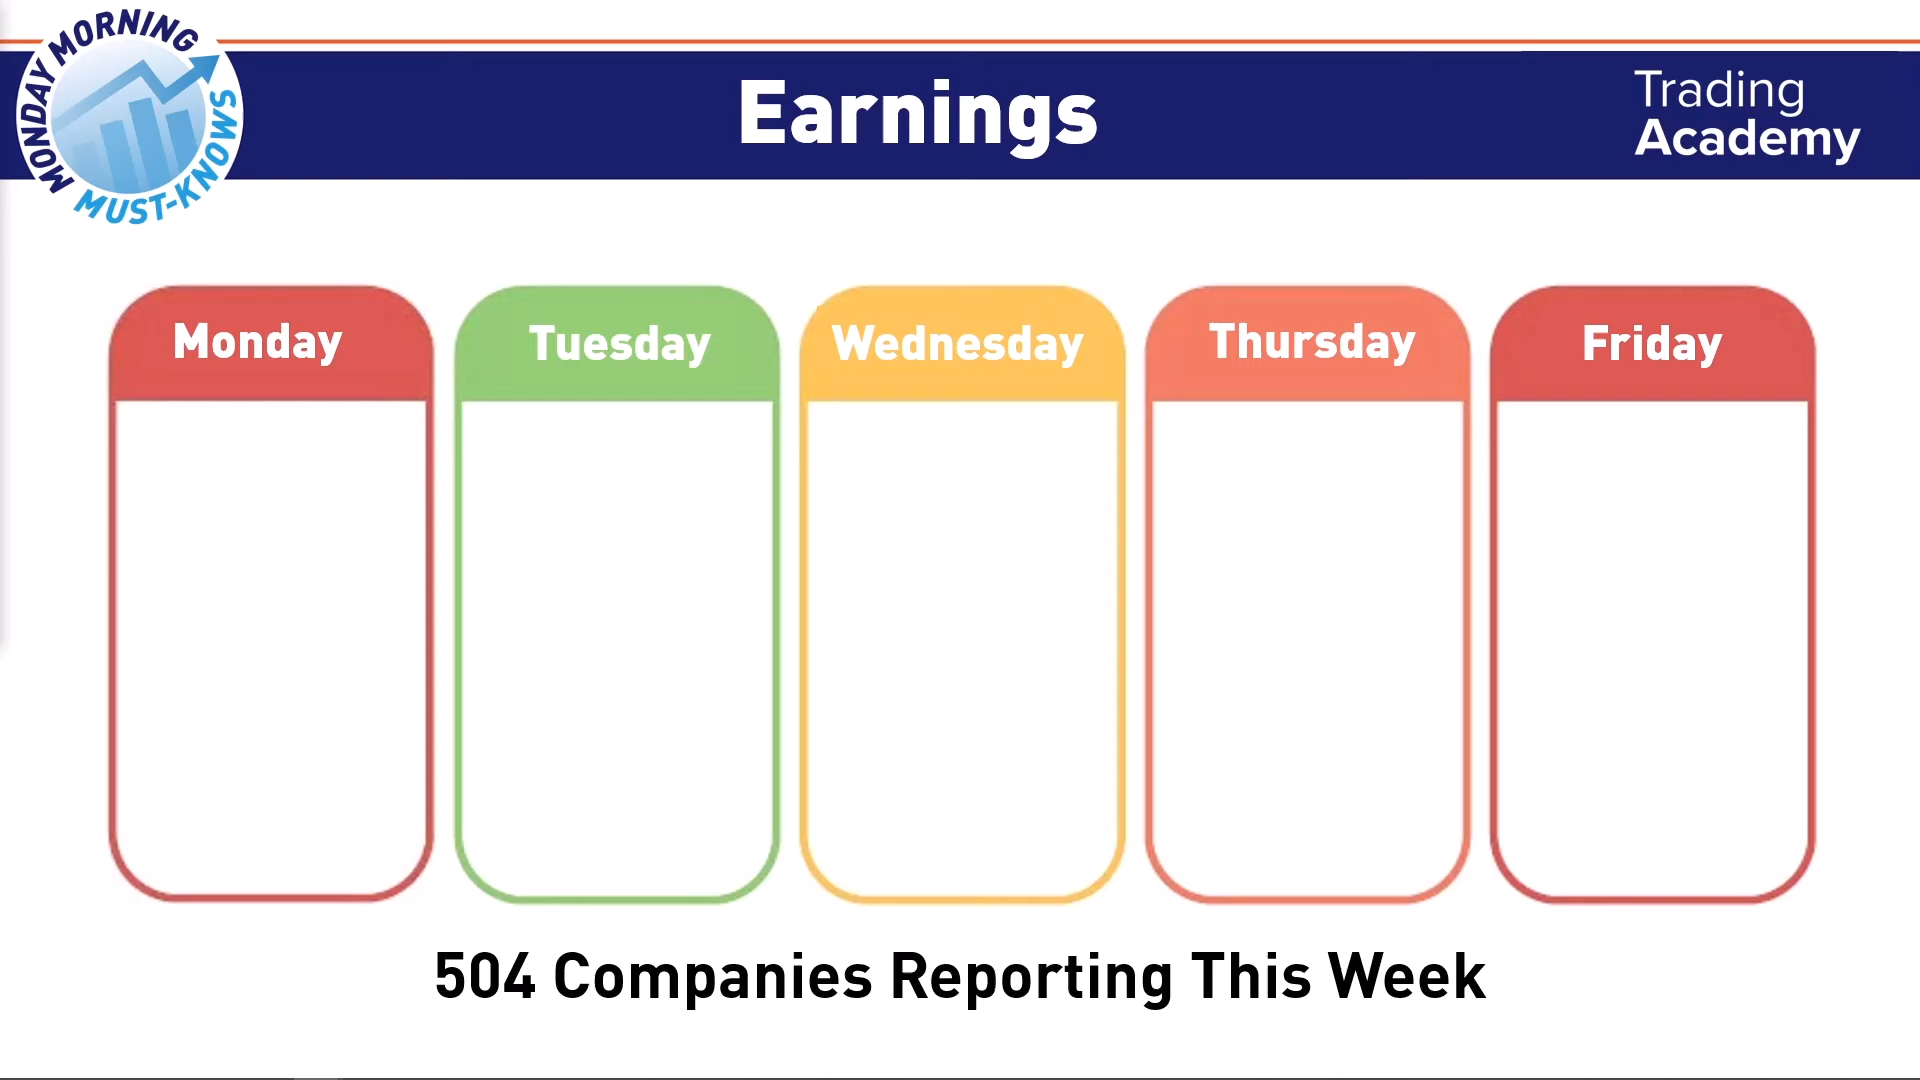 MONDAY MORNING
MUST-KNOWS
Earnings
Trading
Academy
Monday
Tuesday
Wednesday
Thursday
Friday
504 Companies Reporting This Week